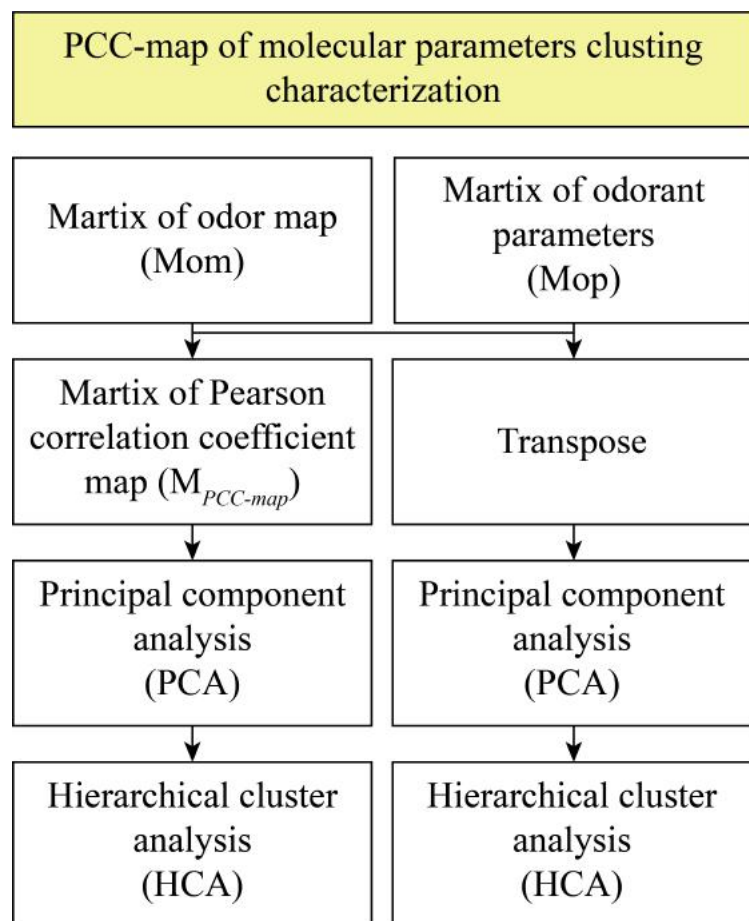 PCC-map of molecular parameters clusting
characterization
Martix of odor map
(Mom)
Martix of odorant
parameters
(Mop)
Martix of Pearson
correlation coefficient
map (M_PCC-map)
Transpose
Principal component
analysis
(PCA)
Principal component
analysis
(PCA)
Hierarchical cluster
analysis
(HCA)
Hierarchical cluster
analysis
(HCA)